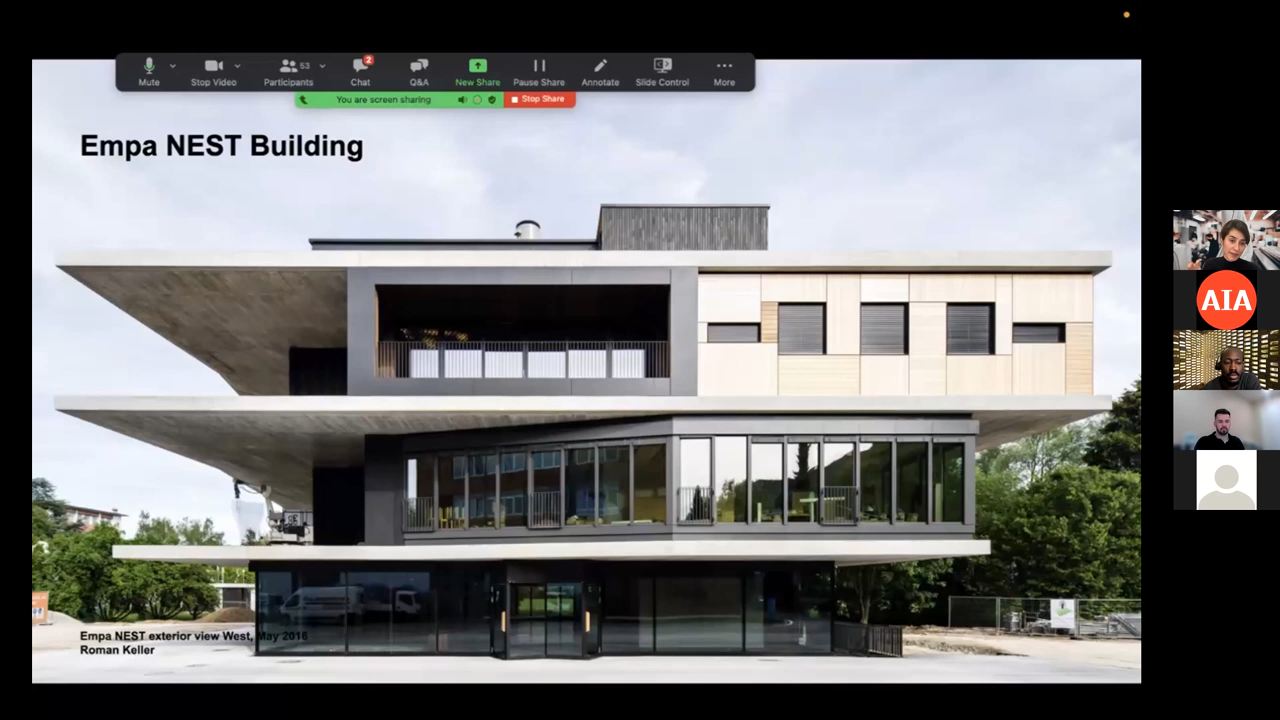 53
2
Mute
Stop Video
Participants
Chat
Q&A
New Share
Pause Share
Annotate
Slide Control
More
You are screen sharing
Stop Share
Empa NEST Building
AIA
Empa NEST exterior view West, May 2016
Roman Keller